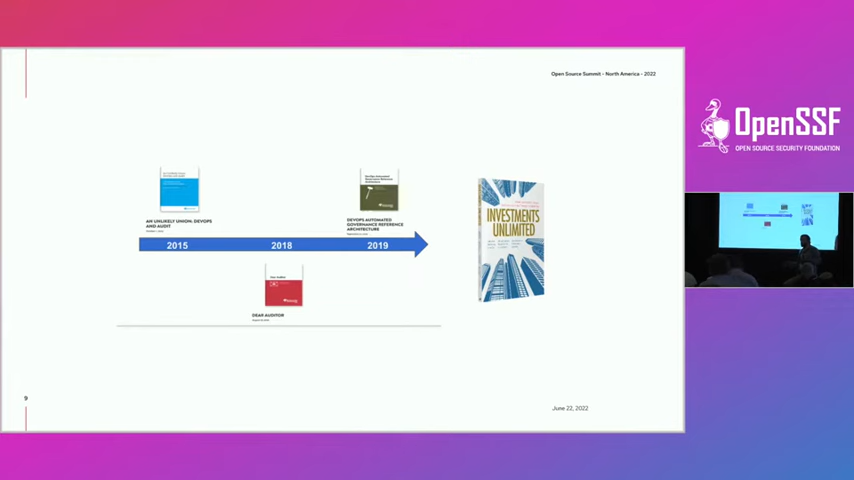 Open Source Summit - North America - 2022
OpenSSF
OPEN SOURCE SECURITY FOUNDATION
AN UNLIKELY UNION: DEVOPS
AND AUDIT
DEVOPS AUTOMATED
GOVERNANCE REFERENCE
ARCHITECTURE
2015
2018
2019
INVESTMENTS
UNLIMITED
DEAR AUDITOR
9
June 22, 2022